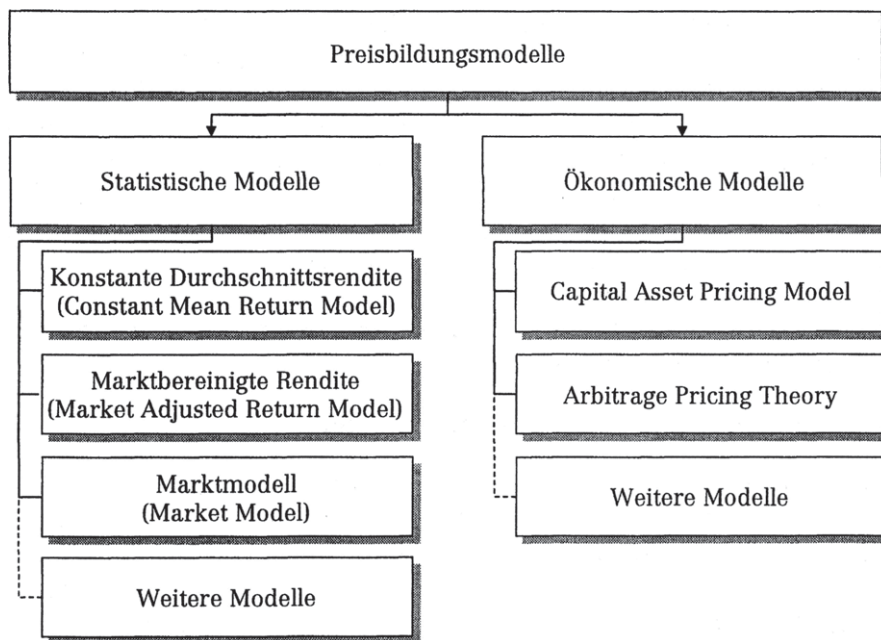 Preisbildungsmodelle
Statistische Modelle
Konstante Durchschnittsrendite
(Constant Mean Return Model)
Marktbereinigte Rendite
(Market Adjusted Return Model)
Marktmodell
(Market Model)
Weitere Modelle
Ökonomische Modelle
Capital Asset Pricing Model
Arbitrage Pricing Theory
Weitere Modelle